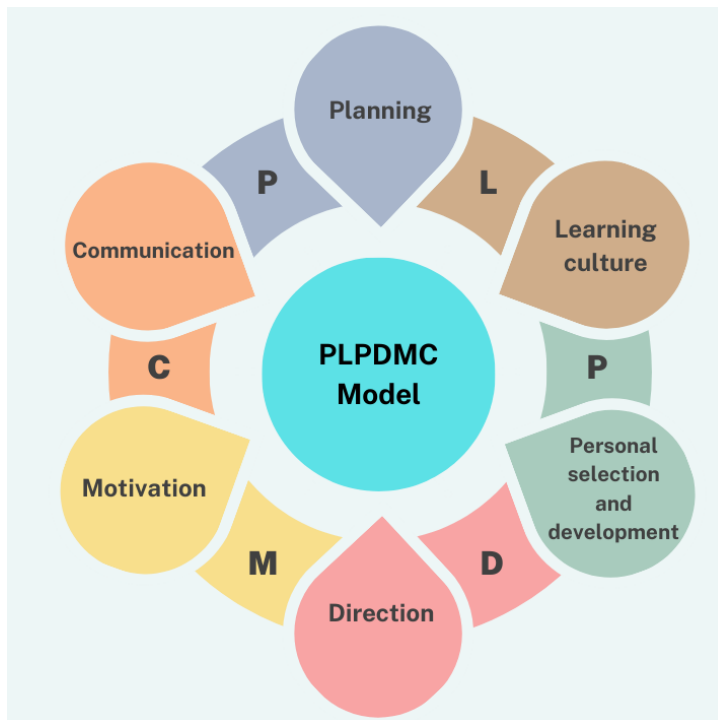 Planning
L
Learning
culture
P
Personal
selection
and
development
D
Direction
M
Motivation
C
Communication
P
PLPDMC
Model